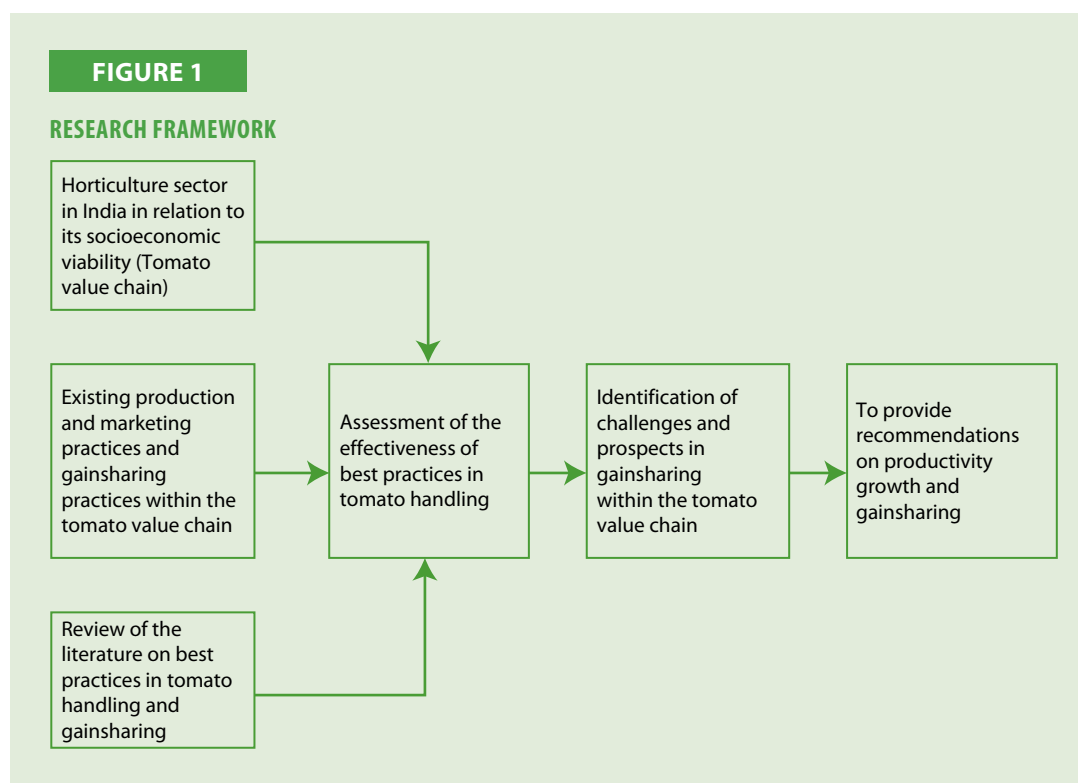 FIGURE 1
RESEARCH FRAMEWORK
Horticulture sector
in India in relation to
its socioeconomic
viability (Tomato
value chain)
Existing production
and marketing
practices and
gainsharing
practices within the
tomato value chain
Review of the
literature on best
practices in tomato
handling and
gainsharing
Assessment of the
effectiveness of
best practices in
tomato handling
Identification of
challenges and
prospects in
gainsharing
within the tomato
value chain
To provide
recommendations
on productivity
growth and
gainsharing